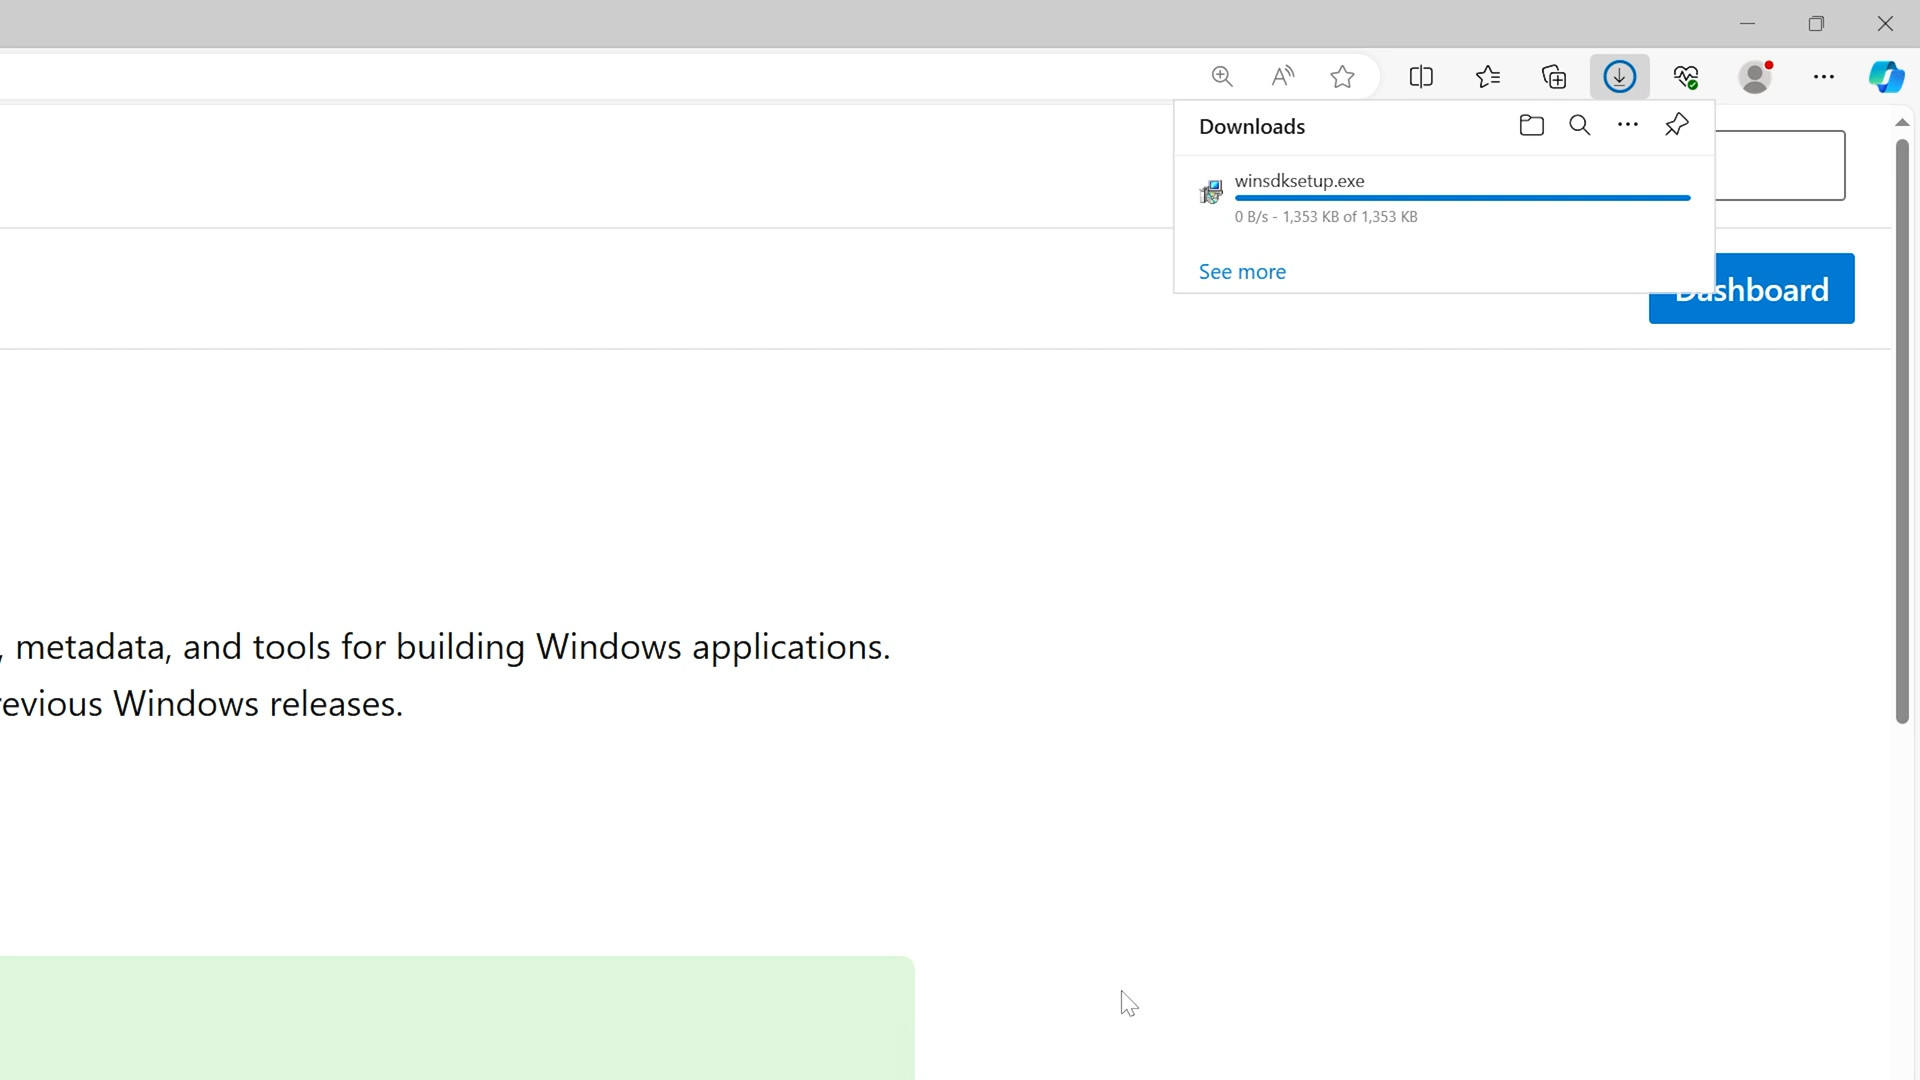 Downloads
winsdksetup.exe
0 B/s - 1,353 KB of 1,353 KB
See more
Dashboard
, metadata, and tools for building Windows applications.
revious Windows releases.